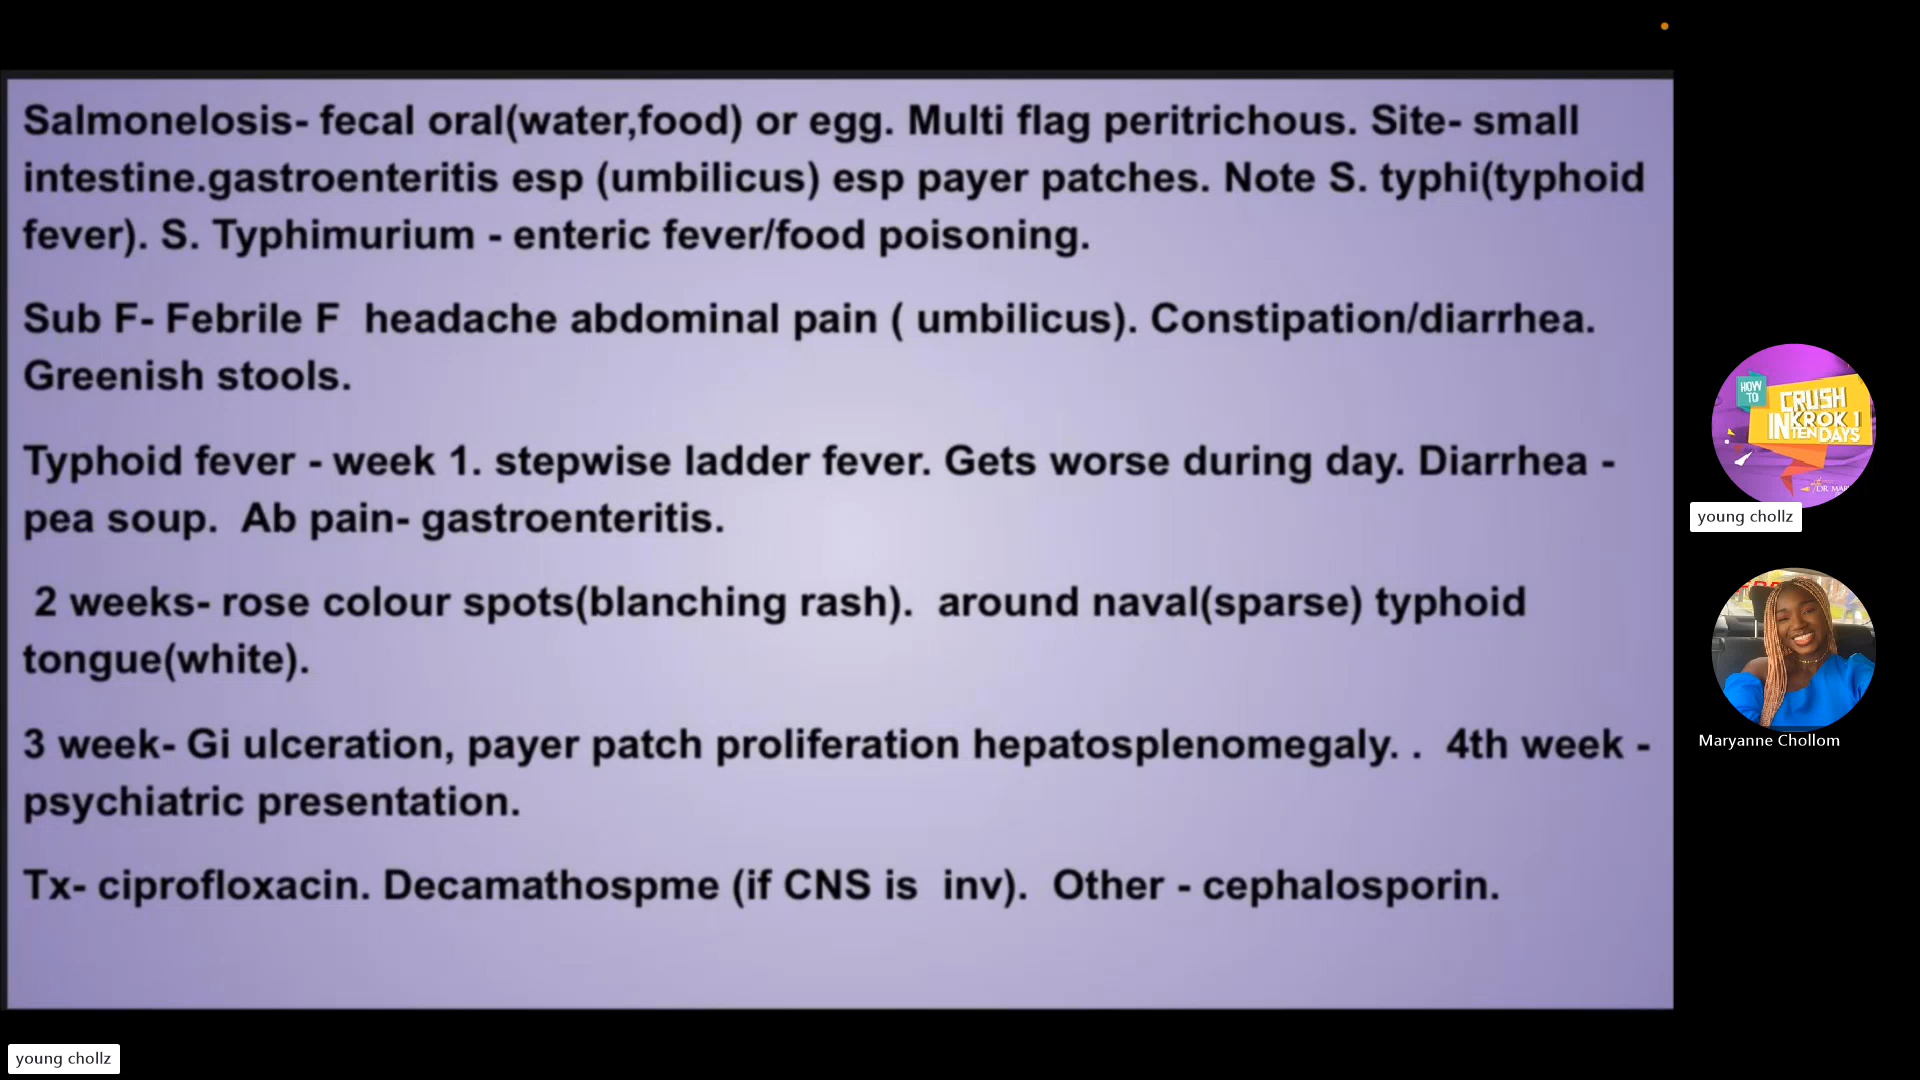 Salmonelosis- fecal oral(water,food) or egg. Multi flag peritrichous. Site- small
intestine.gastroenteritis esp (umbilicus) esp payer patches. Note S. typhi(typhoid
fever). S. Typhimurium - enteric fever/food poisoning.
Sub F- Febrile F headache abdominal pain ( umbilicus). Constipation/diarrhea.
Greenish stools.
Typhoid fever - week 1. stepwise ladder fever. Gets worse during day. Diarrhea -
pea soup. Ab pain- gastroenteritis.
2 weeks- rose colour spots(blanching rash). around naval(sparse) typhoid
tongue(white).
3 week- Gi ulceration, payer patch proliferation hepatosplenomegaly. . 4th week -
psychiatric presentation.
Tx- ciprofloxacin. Decamathospme (if CNS is inv). Other - cephalosporin.
HOW
TO
CRUSH
KROK 1
IN TEN DAYS
young chollz
Maryanne Chollom
young chollz